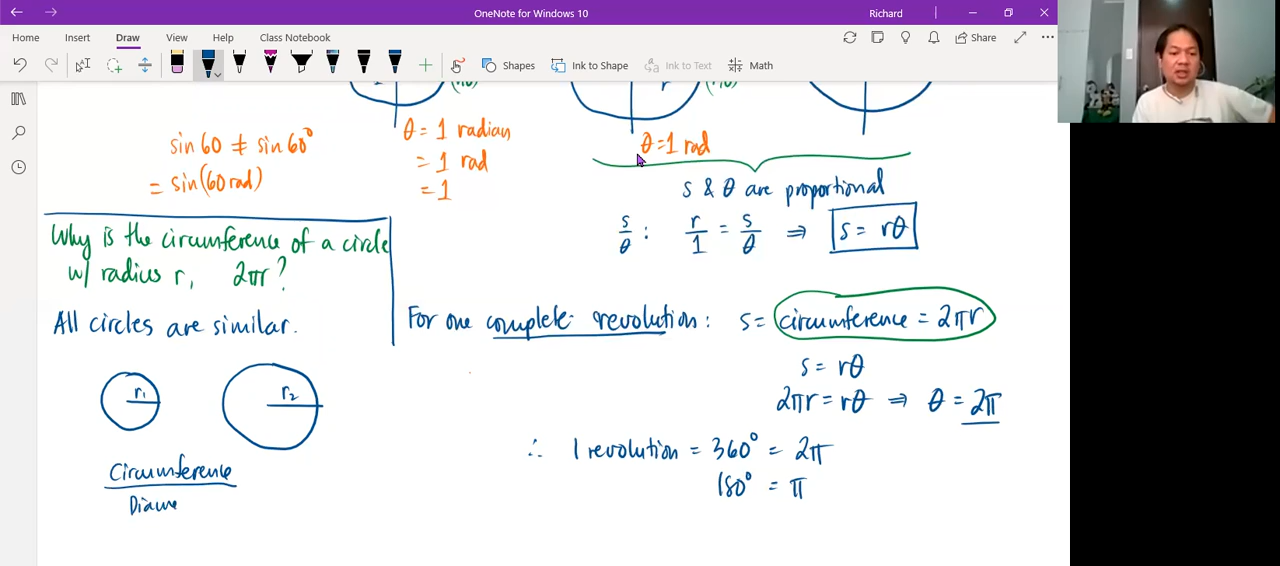 OneNote for Windows 10
Richard
Home Insert Draw View Help Class Notebook
Share
Shapes Ink to Shape Ink to Text Math
sin 60 ≠ sin 60°
= sin(60 rad)
θ = 1 radian
= 1 rad
= 1
θ = 1 rad
s & θ are proportional
s/θ : r/1 = s/θ ⇒ s = rθ
Why is the circumference of a circle
w/ radius r, 2πr?
All circles are similar.
r₁ r₂
Circumference
Diame
For one complete revolution: s = circumference = 2πr
s = rθ
2πr = rθ ⇒ θ = 2π
∴ 1 revolution = 360° = 2π
180° = π